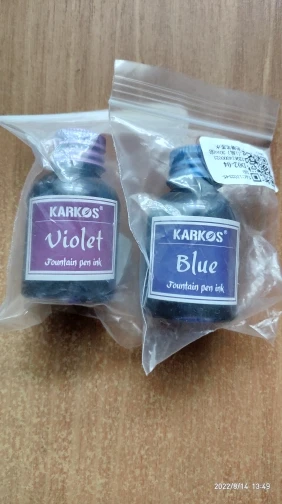 KARKOS®
Violet
Fountain pen ink
KARKOS®
Blue
Fountain pen ink
2022/8/14 13:49